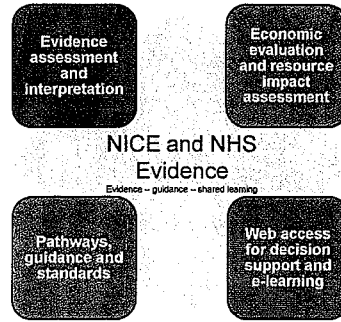 Evidence
assessment
and
interpretation
Economic
evaluation
and resource
impact
assessment
NICE and NHS
Evidence
Evidence – guidance – shared learning
Pathways,
guidance and
standards
Web access
for decision
support and
e-learning